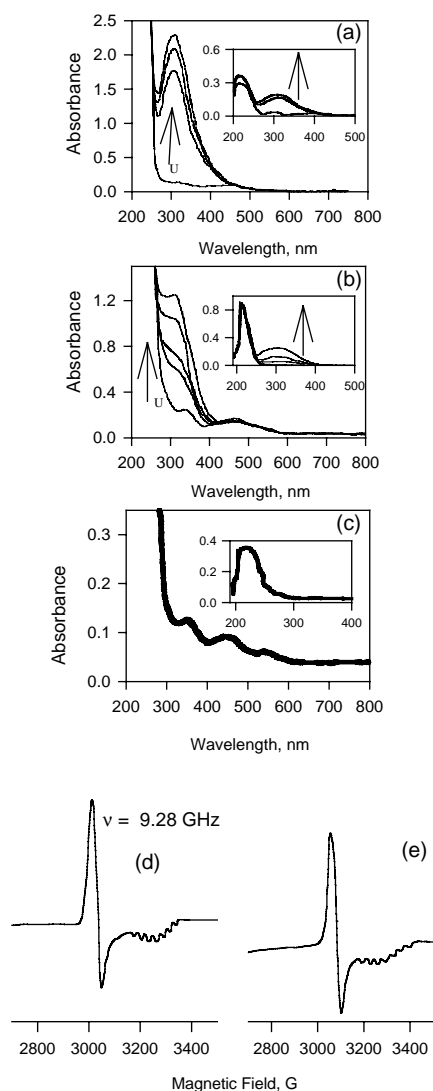 2.5
(a)
0.6
2.0
0.4
1.5
0.2
0.0
200 300 400 500
1.0
0.5
U
0.0
200 300 400 500 600 700 800
Absorbance
Wavelength, nm
(b)
1.2
0.8
0.4
0.0
200 300 400 500
0.8
0.4
U
0.0
200 300 400 500 600 700 800
Absorbance
Wavelength, nm
(c)
0.3
0.4
0.2
0.0
200 300 400
0.2
0.1
0.0
200 300 400 500 600 700 800
Absorbance
Wavelength, nm
ν = 9.28 GHz
(d)
(e)
2800 3000 3200 3400
2800 3000 3200 3400
Magnetic Field, G